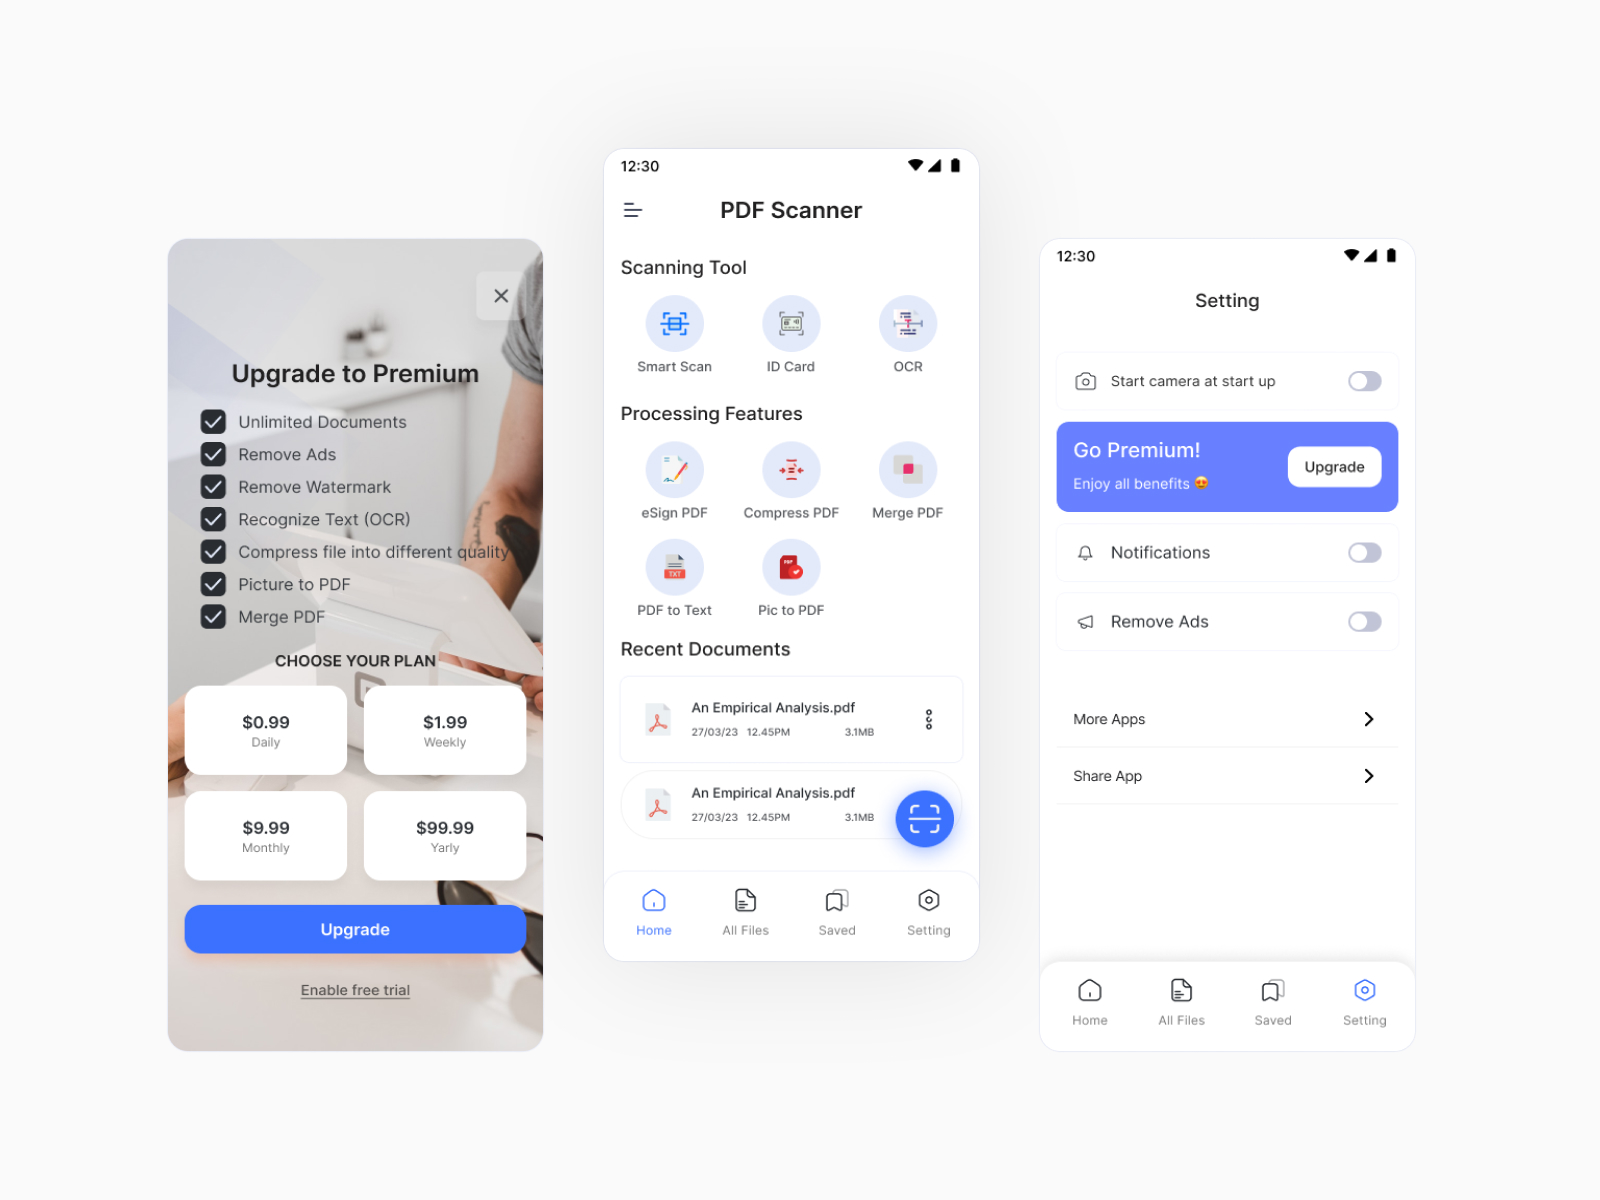 Upgrade to Premium
Unlimited Documents
Remove Ads
Remove Watermark
Recognize Text (OCR)
Compress file into different quality
Picture to PDF
Merge PDF
CHOOSE YOUR PLAN
$0.99
Daily
$1.99
Weekly
$9.99
Monthly
$99.99
Yarly
Upgrade
Enable free trial
12:30
PDF Scanner
Scanning Tool
Smart Scan
ID Card
OCR
Processing Features
eSign PDF
Compress PDF
Merge PDF
TXT
PDF to Text
PDF
Pic to PDF
Recent Documents
An Empirical Analysis.pdf
27/03/23 12.45PM 3.1MB
An Empirical Analysis.pdf
27/03/23 12.45PM 3.1MB
Home
All Files
Saved
Setting
12:30
Setting
Start camera at start up
Go Premium!
Enjoy all benefits 😍
Upgrade
Notifications
Remove Ads
More Apps
Share App
Home
All Files
Saved
Setting